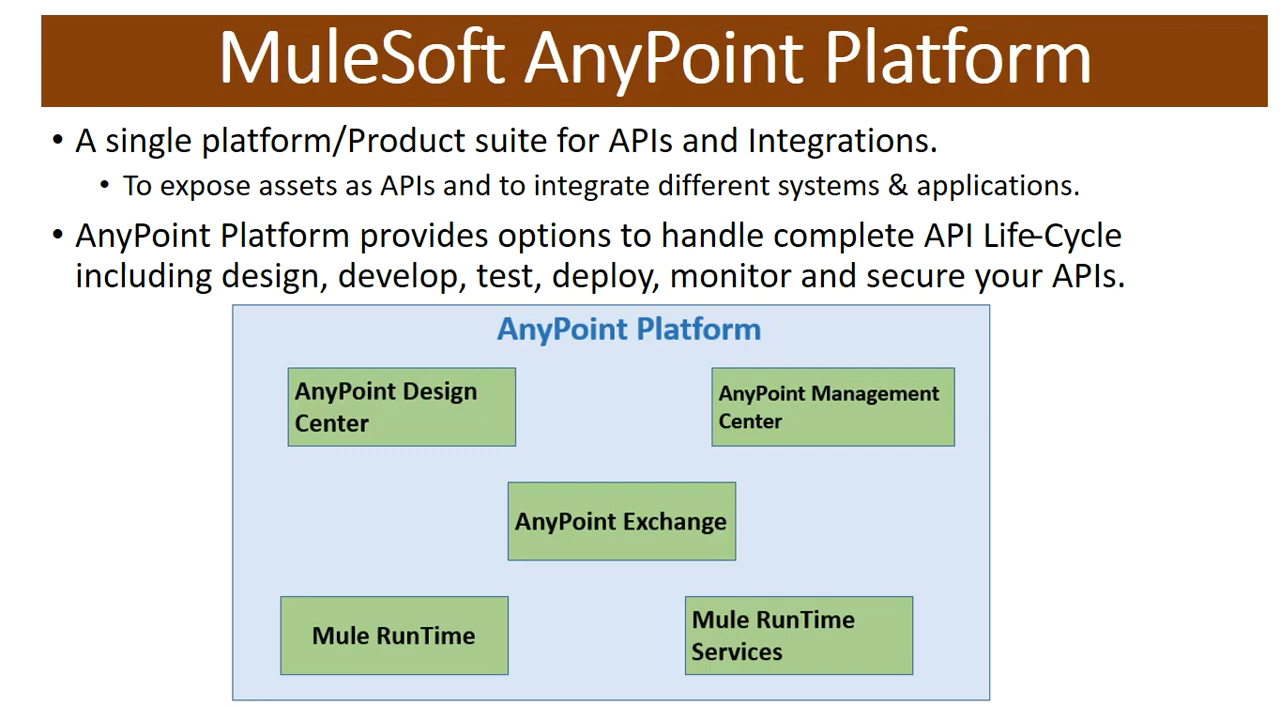 MuleSoft AnyPoint Platform
• A single platform/Product suite for APIs and Integrations.
• To expose assets as APIs and to integrate different systems & applications.
• AnyPoint Platform provides options to handle complete API Life-Cycle
including design, develop, test, deploy, monitor and secure your APIs.
AnyPoint Platform
AnyPoint Design
Center
AnyPoint Management
Center
AnyPoint Exchange
Mule RunTime
Mule RunTime
Services